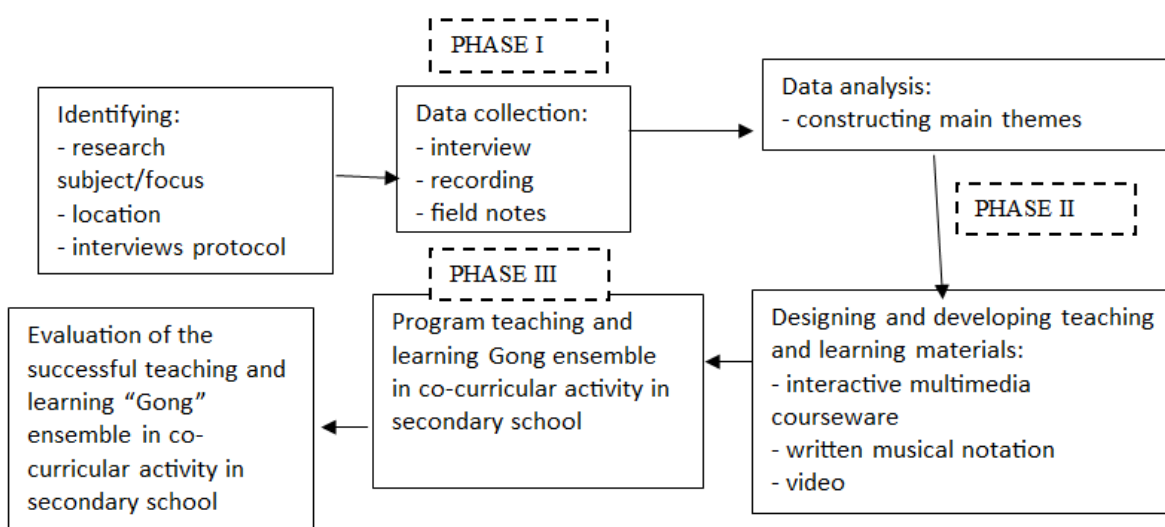 PHASE I
Identifying:
- research
subject/focus
- location
- interviews protocol
Data collection:
- interview
- recording
- field notes
Data analysis:
- constructing main themes
PHASE II
Designing and developing teaching
and learning materials:
- interactive multimedia
courseware
- written musical notation
- video
PHASE III
Program teaching and
learning Gong ensemble
in co-curricular activity in
secondary school
Evaluation of the
successful teaching and
learning “Gong”
ensemble in co-
curricular activity in
secondary school